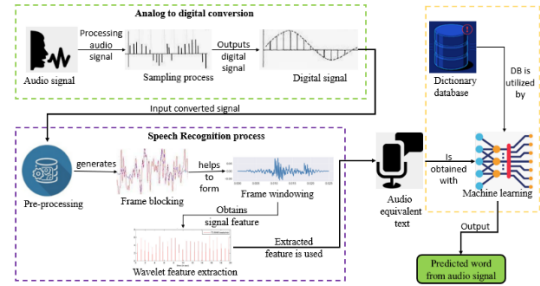 Analog to digital conversion
Processing
audio
signal
Outputs
digital
signal
Audio signal
Sampling process
Digital signal
Dictionary
database
DB is
utilized
by
Input converted signal
Speech Recognition process
generates
helps
to
form
Pre-processing
Frame blocking
Frame windowing
Obtains
signal feature
Extracted
feature is used
Wavelet feature extraction
Audio
equivalent
text
Is
obtained
with
Machine learning
Output
Predicted word
from audio signal